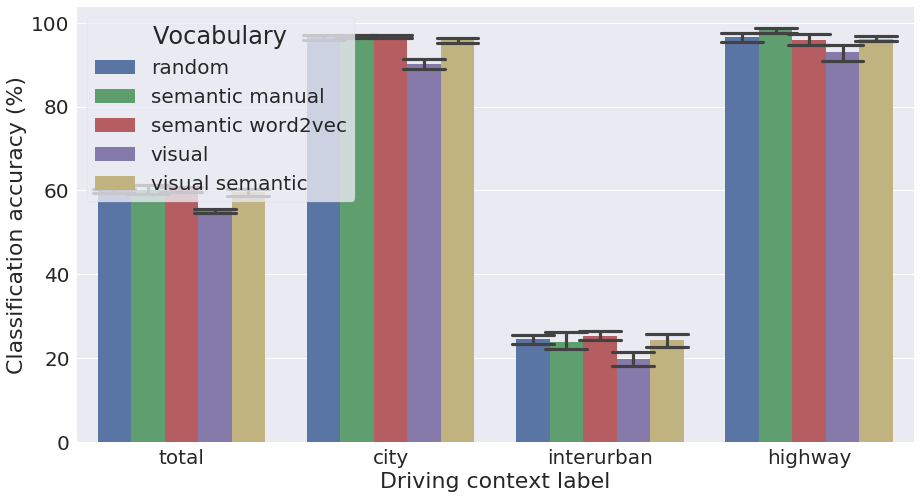 100
80
60
40
20
0
Classification accuracy (%)
Vocabulary
random
semantic manual
semantic word2vec
visual
visual semantic
total
city
interurban
highway
Driving context label